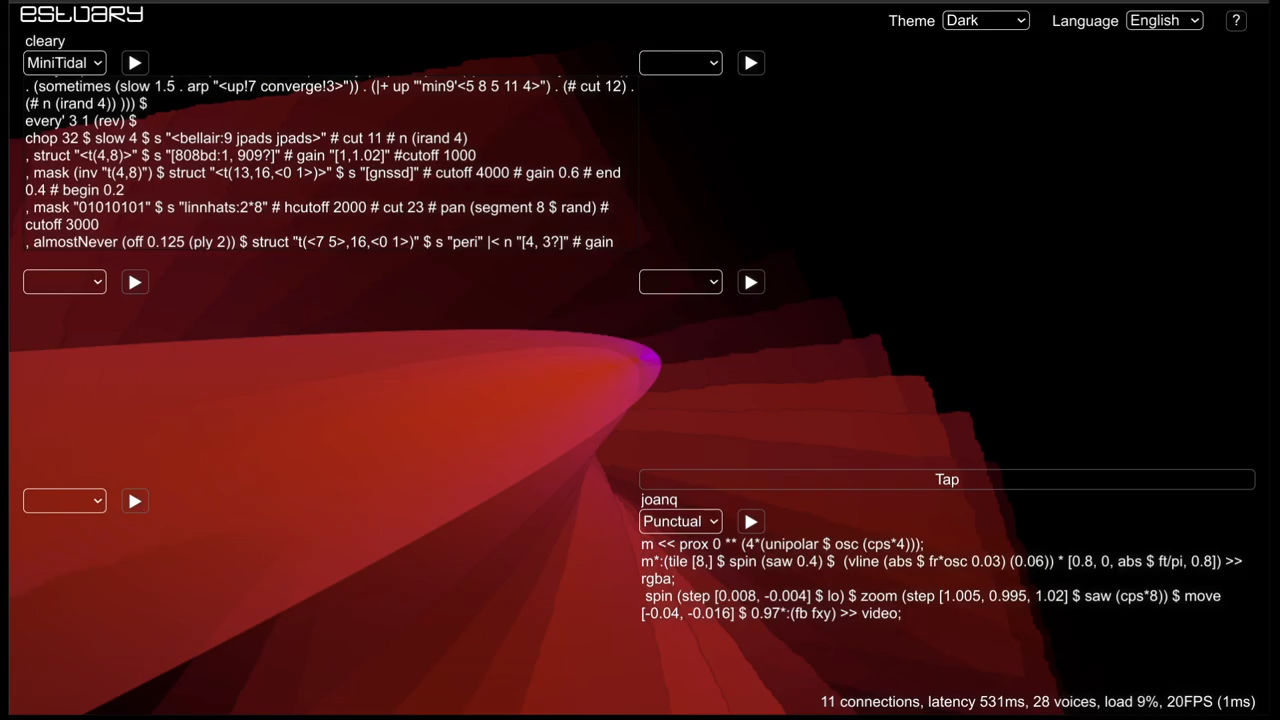 estuary
Theme Dark Language English ?
cleary
MiniTidal
. (sometimes (slow 1.5 . arp "<up!7 converge!3>")) . (|+ up "'min9'<5 8 5 11 4>") . (# cut 12) .
(# n (irand 4)) ))) $
every' 3 1 (rev) $
chop 32 $ slow 4 $ s "<bellair:9 jpads jpads>" # cut 11 # n (irand 4)
, struct "<t(4,8)>" $ s "[808bd:1, 909?]" # gain "[1,1.02]" #cutoff 1000
, mask (inv "t(4,8)") $ struct "<t(13,16,<0 1>)>" $ s "[gnssd]" # cutoff 4000 # gain 0.6 # end
0.4 # begin 0.2
, mask "01010101" $ s "linnhats:2*8" # hcutoff 2000 # cut 23 # pan (segment 8 $ rand) #
cutoff 3000
, almostNever (off 0.125 (ply 2)) $ struct "t(<7 5>,16,<0 1>)" $ s "peri" |< n "[4, 3?]" # gain
Tap
joanq
Punctual
m << prox 0 ** (4*(unipolar $ osc (cps*4)));
m*:(tile [8,] $ spin (saw 0.4) $  (vline (abs $ fr*osc 0.03) (0.06)) * [0.8, 0, abs $ ft/pi, 0.8]) >>
rgba;
spin (step [0.008, -0.004] $ lo) $ zoom (step [1.005, 0.995, 1.02] $ saw (cps*8)) $ move
[-0.04, -0.016] $ 0.97*:(fb fxy) >> video;
11 connections, latency 531ms, 28 voices, load 9%, 20FPS (1ms)